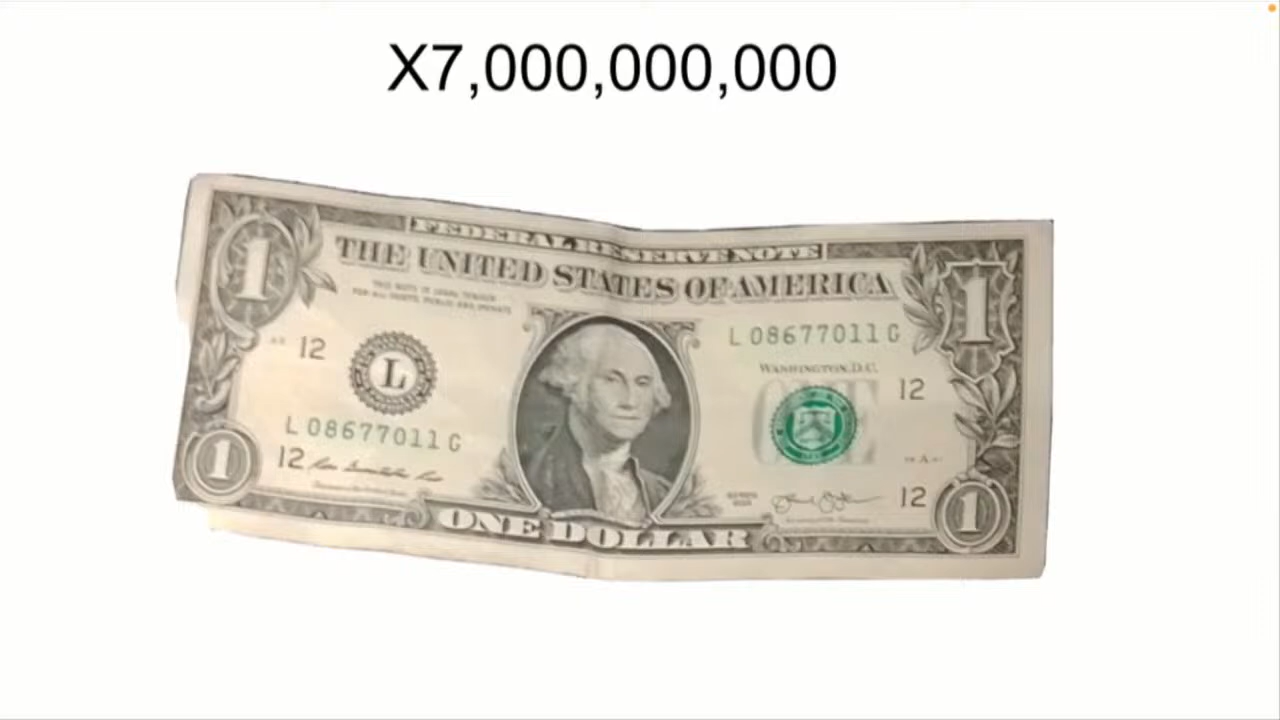 X7,000,000,000
FEDERAL RESERVE NOTE
THE UNITED STATES OF AMERICA
THIS NOTE IS LEGAL TENDER
FOR ALL DEBTS, PUBLIC AND PRIVATE
1
1
L 08677011 G
12
L
WASHINGTON, D.C.
ONE
12
L 08677011 G
12
A
12
1
1
ONE DOLLAR